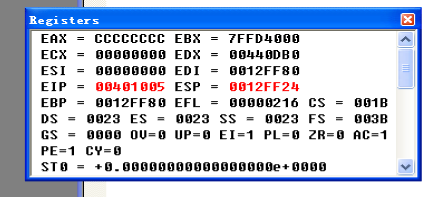 Registers
EAX = CCCCCCCC EBX = 7FFD4000
ECX = 00000000 EDX = 00440DB0
ESI = 00000000 EDI = 0012FF80
EIP = 00401005 ESP = 0012FF24
EBP = 0012FF80 EFL = 00000216 CS = 001B
DS = 0023 ES = 0023 SS = 0023 FS = 003B
GS = 0000 OV=0 UP=0 EI=1 PL=0 ZR=0 AC=1
PE=1 CY=0
ST0 = +0.00000000000000000e+0000